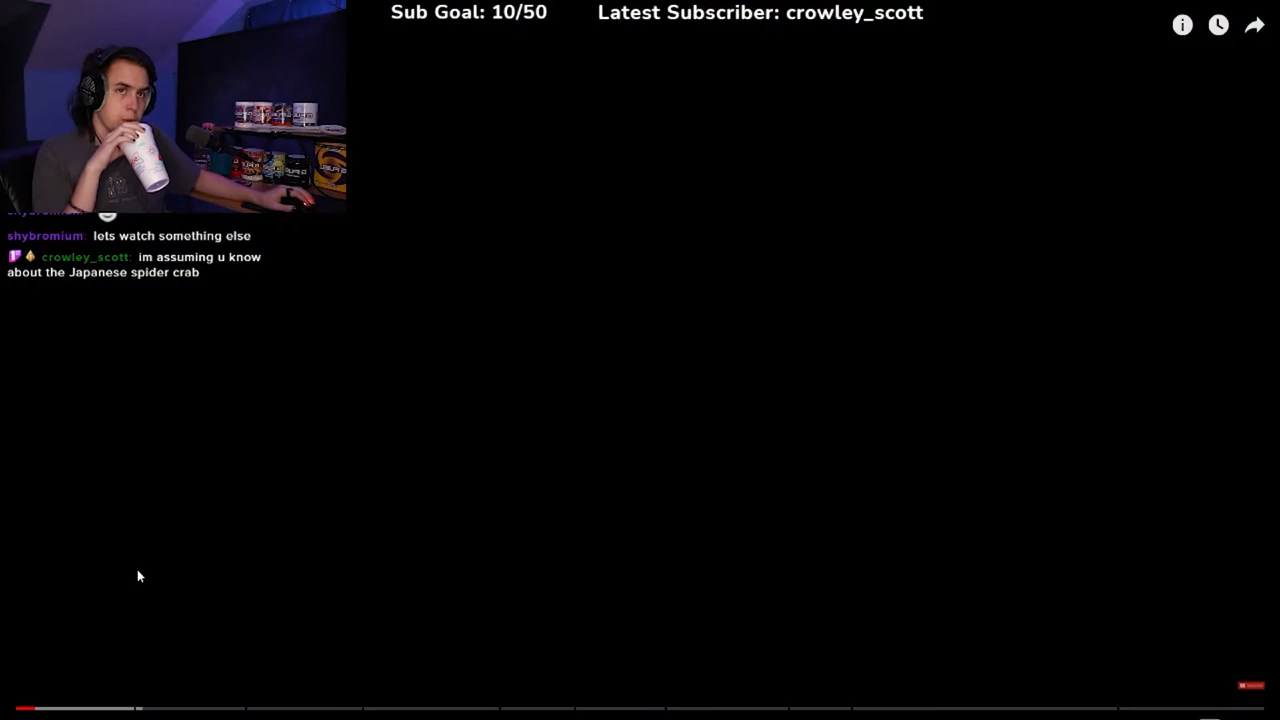 Sub Goal: 10/50 Latest Subscriber: crowley_scott
shybromium: lets watch something else
crowley_scott: im assuming u know
about the Japanese spider crab